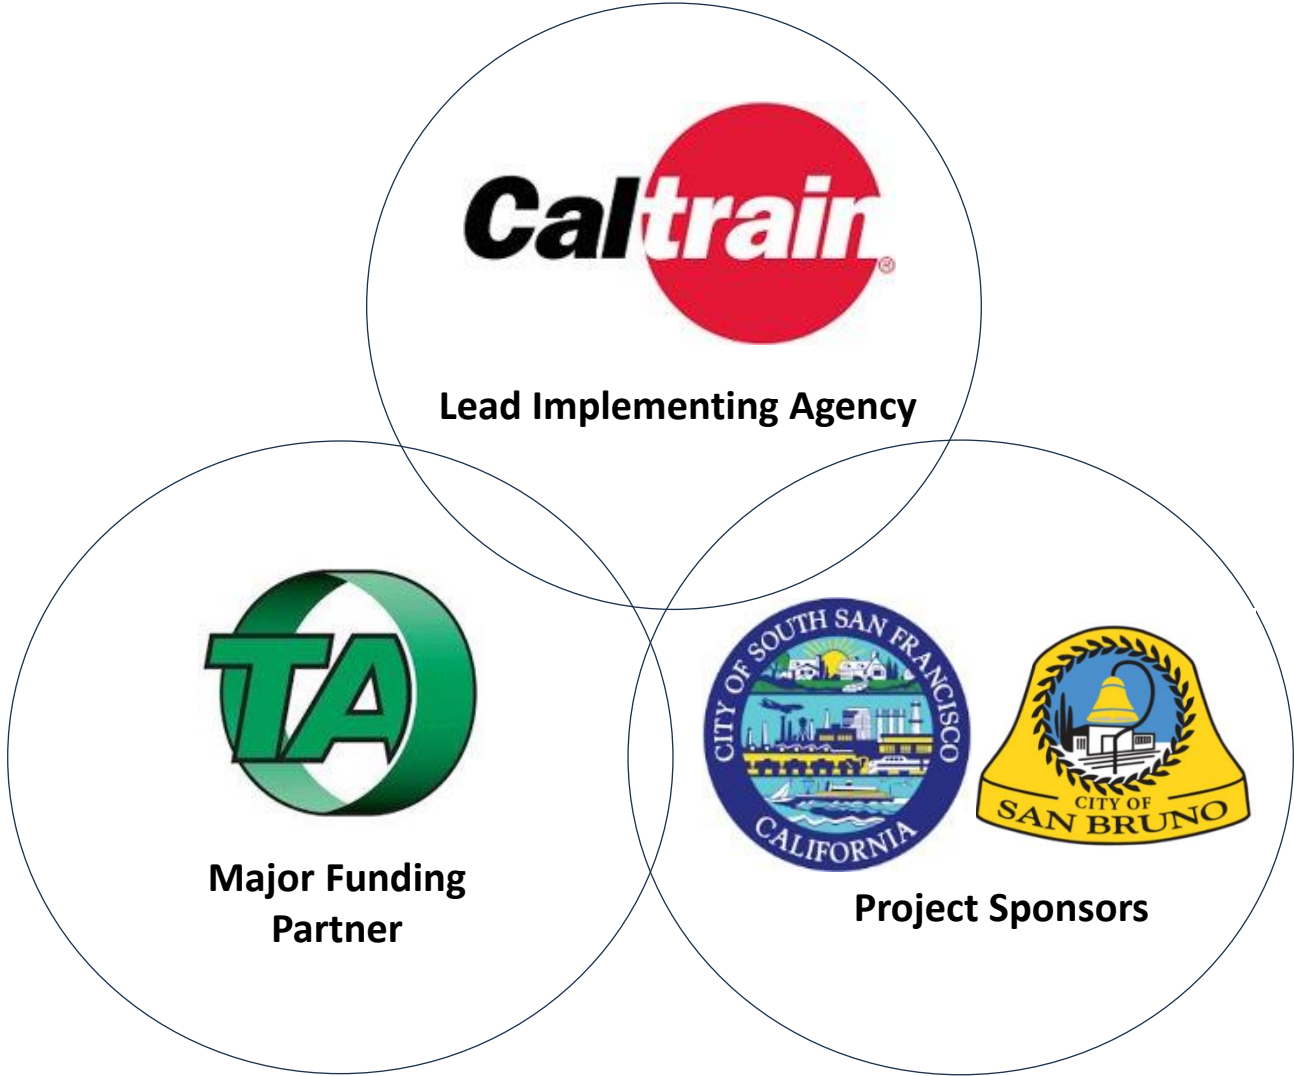 Caltrain®
Lead Implementing Agency
TA
Major Funding
Partner
CITY OF SOUTH SAN FRANCISCO
CALIFORNIA
CITY OF
SAN BRUNO
Project Sponsors